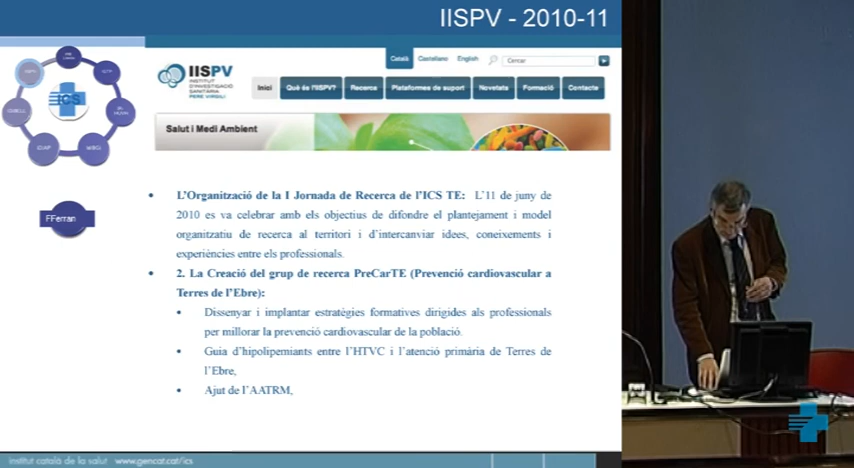 IISPV - 2010-11
Català Castellano English Cercar
IISPV
INSTITUT
D'INVESTIGACIÓ
SANITÀRIA
PERE VIRGILI
Inici Què és l'IISPV? Recerca Plataformes de suport Novetats Formació Contacte
Salut i Medi Ambient
ICS
FFerran
• L'Organització de la I Jornada de Recerca de l'ICS TE: L'11 de juny de
2010 es va celebrar amb els objectius de difondre el plantejament i model
organitzatiu de recerca al territori i d'intercanviar idees, coneixements i
experiències entre els professionals.
• 2. La Creació del grup de recerca PreCarTE (Prevenció cardiovascular a
Terres de l'Ebre):
• Dissenyar i implantar estratégies formatives dirigides als professionals
per millorar la prevenció cardiovascular de la població.
• Guia d'hipolipemiants entre l'HTVC i l'atenció primària de Terres de
l'Ebre,
• Ajut de l'AATRM,
institut català de la salut www.gencat.cat/ics